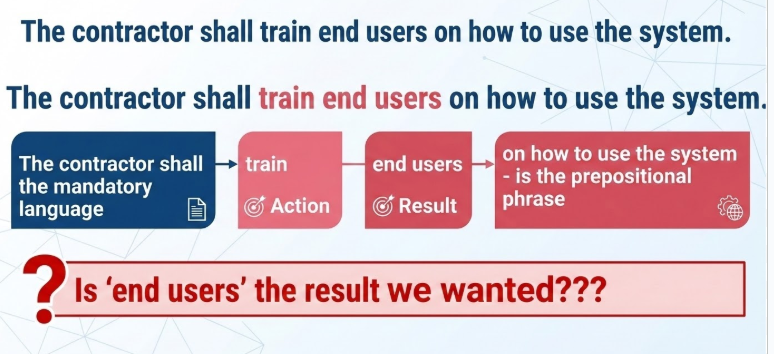 The contractor shall train end users on how to use the system.
The contractor shall train end users on how to use the system.
The contractor shall
the mandatory
language
train
Action
end users
Result
on how to use the system
- is the prepositional
phrase
? Is ‘end users’ the result we wanted???